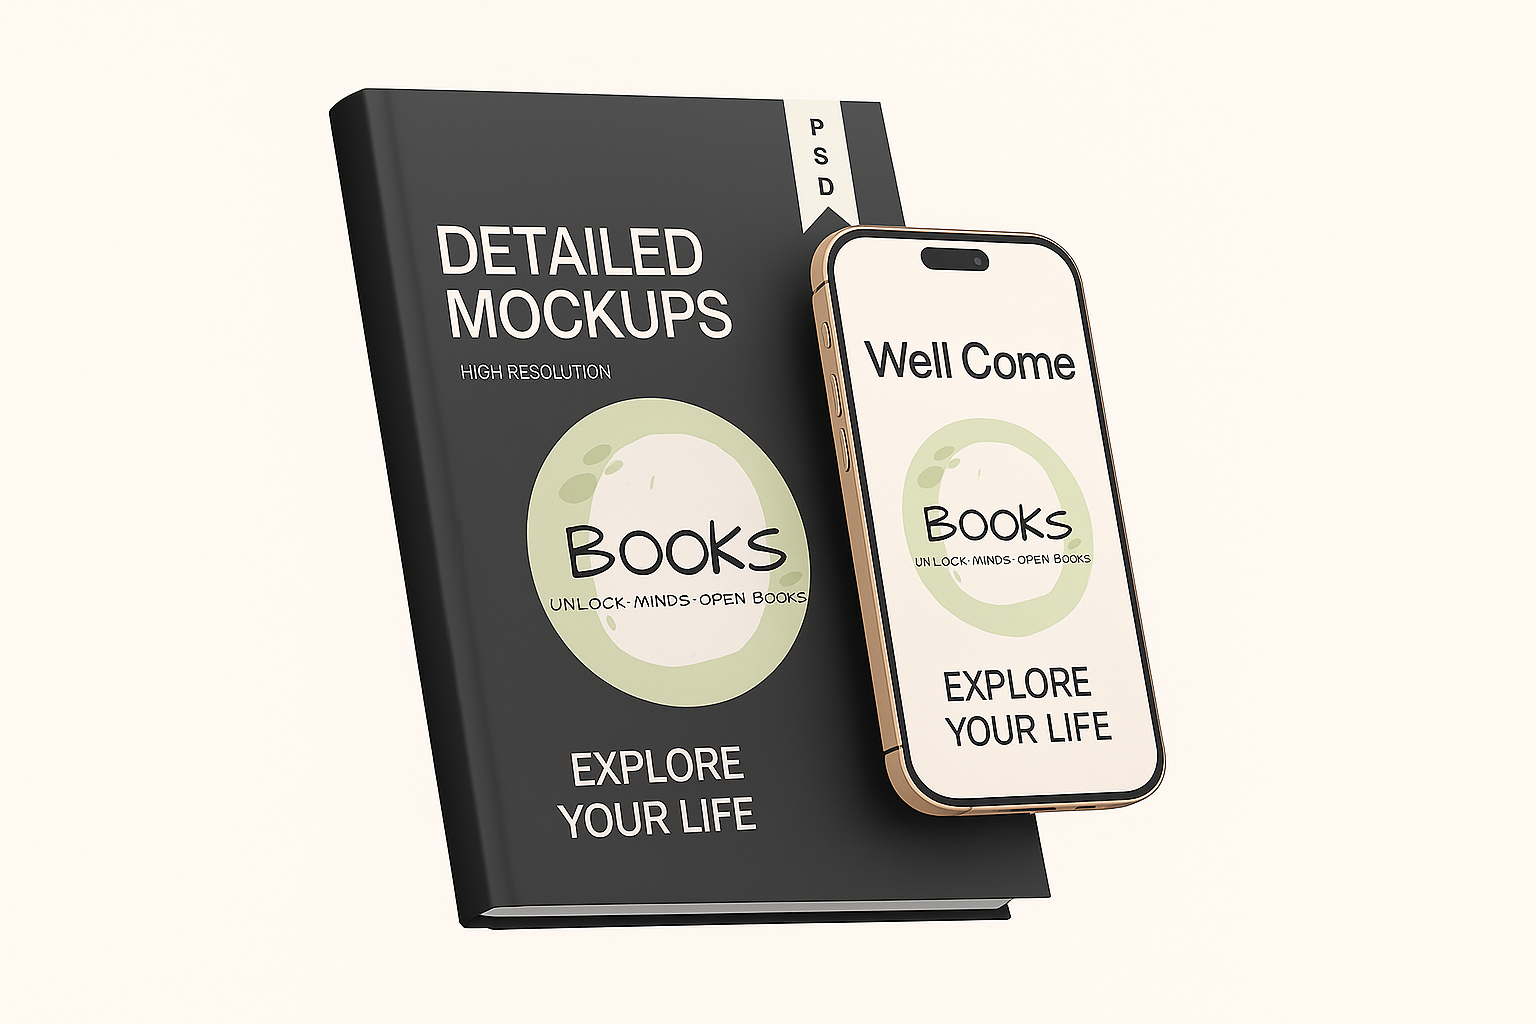 P
S
D
DETAILED
MOCKUPS
HIGH RESOLUTION
BOOKS
UNLOCK-MINDS-OPEN BOOKS
EXPLORE
YOUR LIFE
Well Come
BOOKS
UNLOCK-MINDS-OPEN BOOKS
EXPLORE
YOUR LIFE